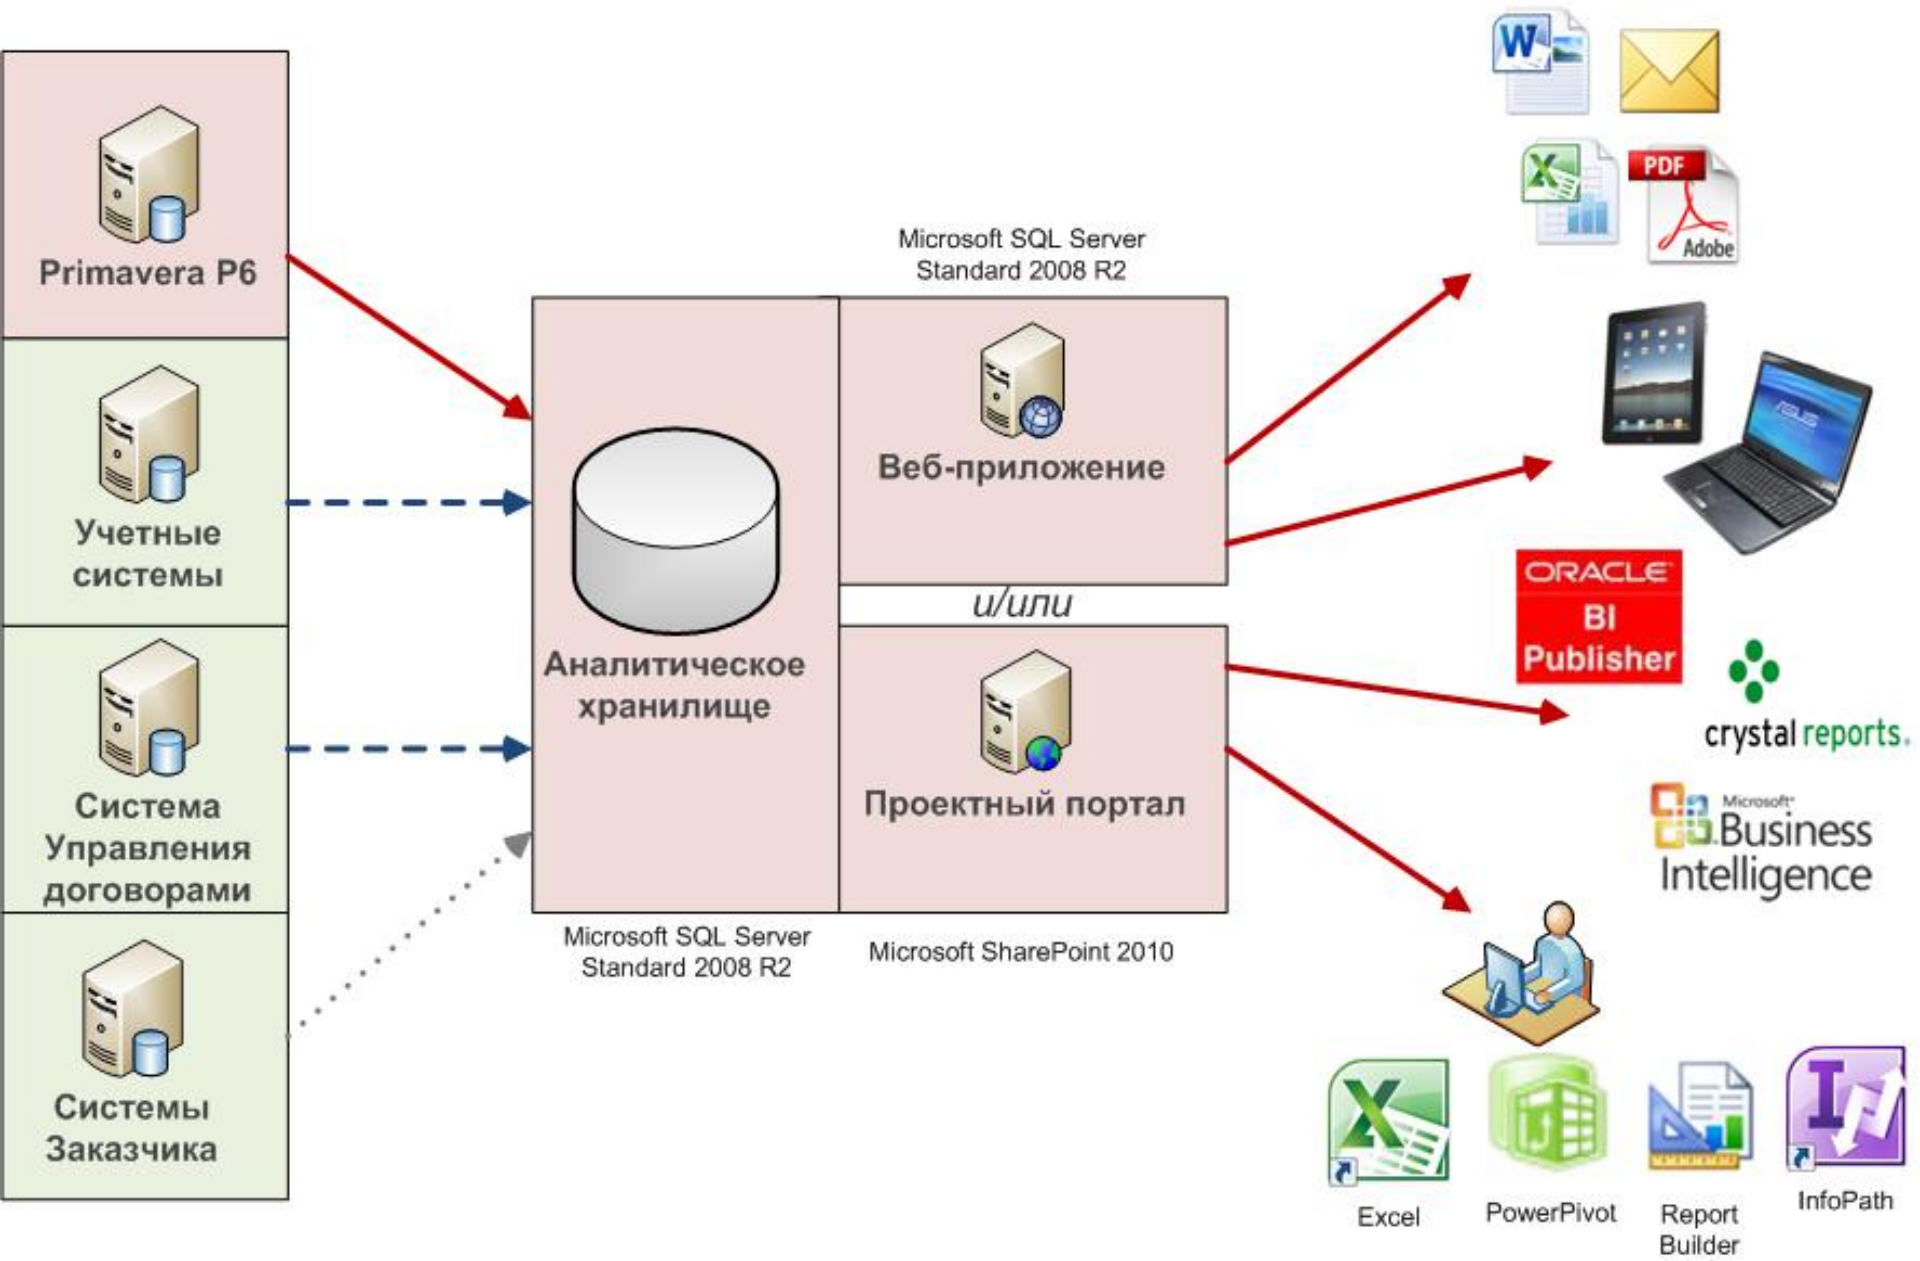 Primavera P6
Учетные
системы
Система
Управления
договорами
Системы
Заказчика
Microsoft SQL Server
Standard 2008 R2
Аналитическое
хранилище
Веб-приложение
и/или
Проектный портал
Microsoft SQL Server
Standard 2008 R2
Microsoft SharePoint 2010
W
X
PDF
Adobe
ASUS
ORACLE
BI
Publisher
crystal reports.
Microsoft
Business
Intelligence
X
I
Excel
PowerPivot
Report
Builder
InfoPath